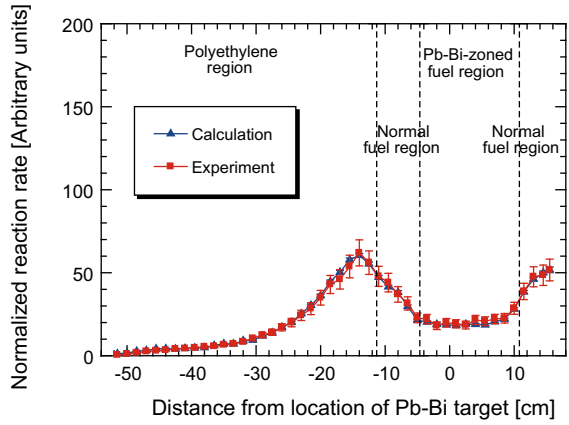 Normalized reaction rate [Arbitrary units]
200
150
100
50
0
Polyethylene
region
Pb-Bi-zoned
fuel region
Calculation
Experiment
Normal
fuel region
Normal
fuel region
-50
-40
-30
-20
-10
0
10
Distance from location of Pb-Bi target [cm]